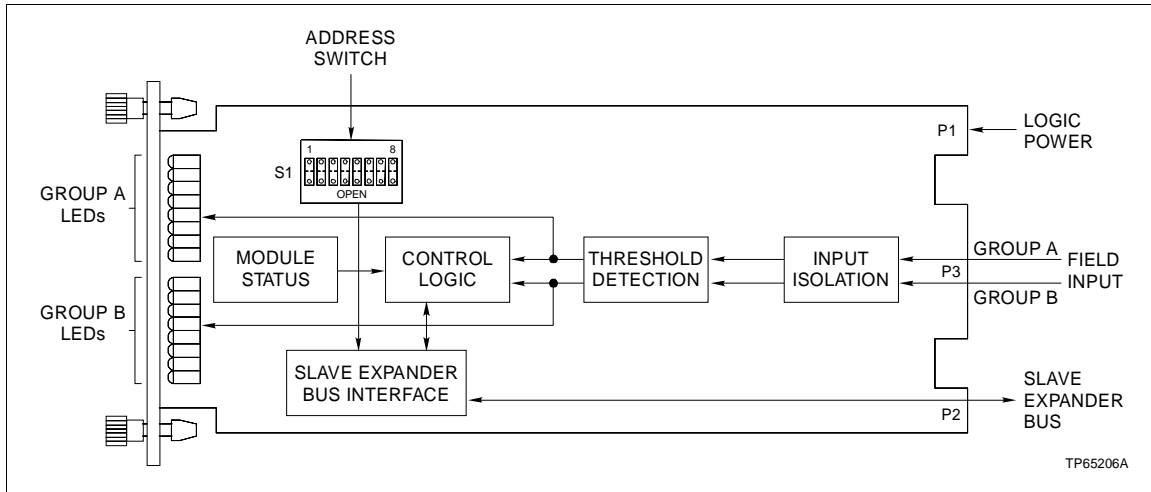 ADDRESS
SWITCH
P1
LOGIC
POWER
1 8
S1
OPEN
GROUP A
LEDs
MODULE
STATUS
CONTROL
LOGIC
THRESHOLD
DETECTION
INPUT
ISOLATION
GROUP A
P3
GROUP B
FIELD
INPUT
GROUP B
LEDs
SLAVE EXPANDER
BUS INTERFACE
P2
SLAVE
EXPANDER
BUS
TP65206A